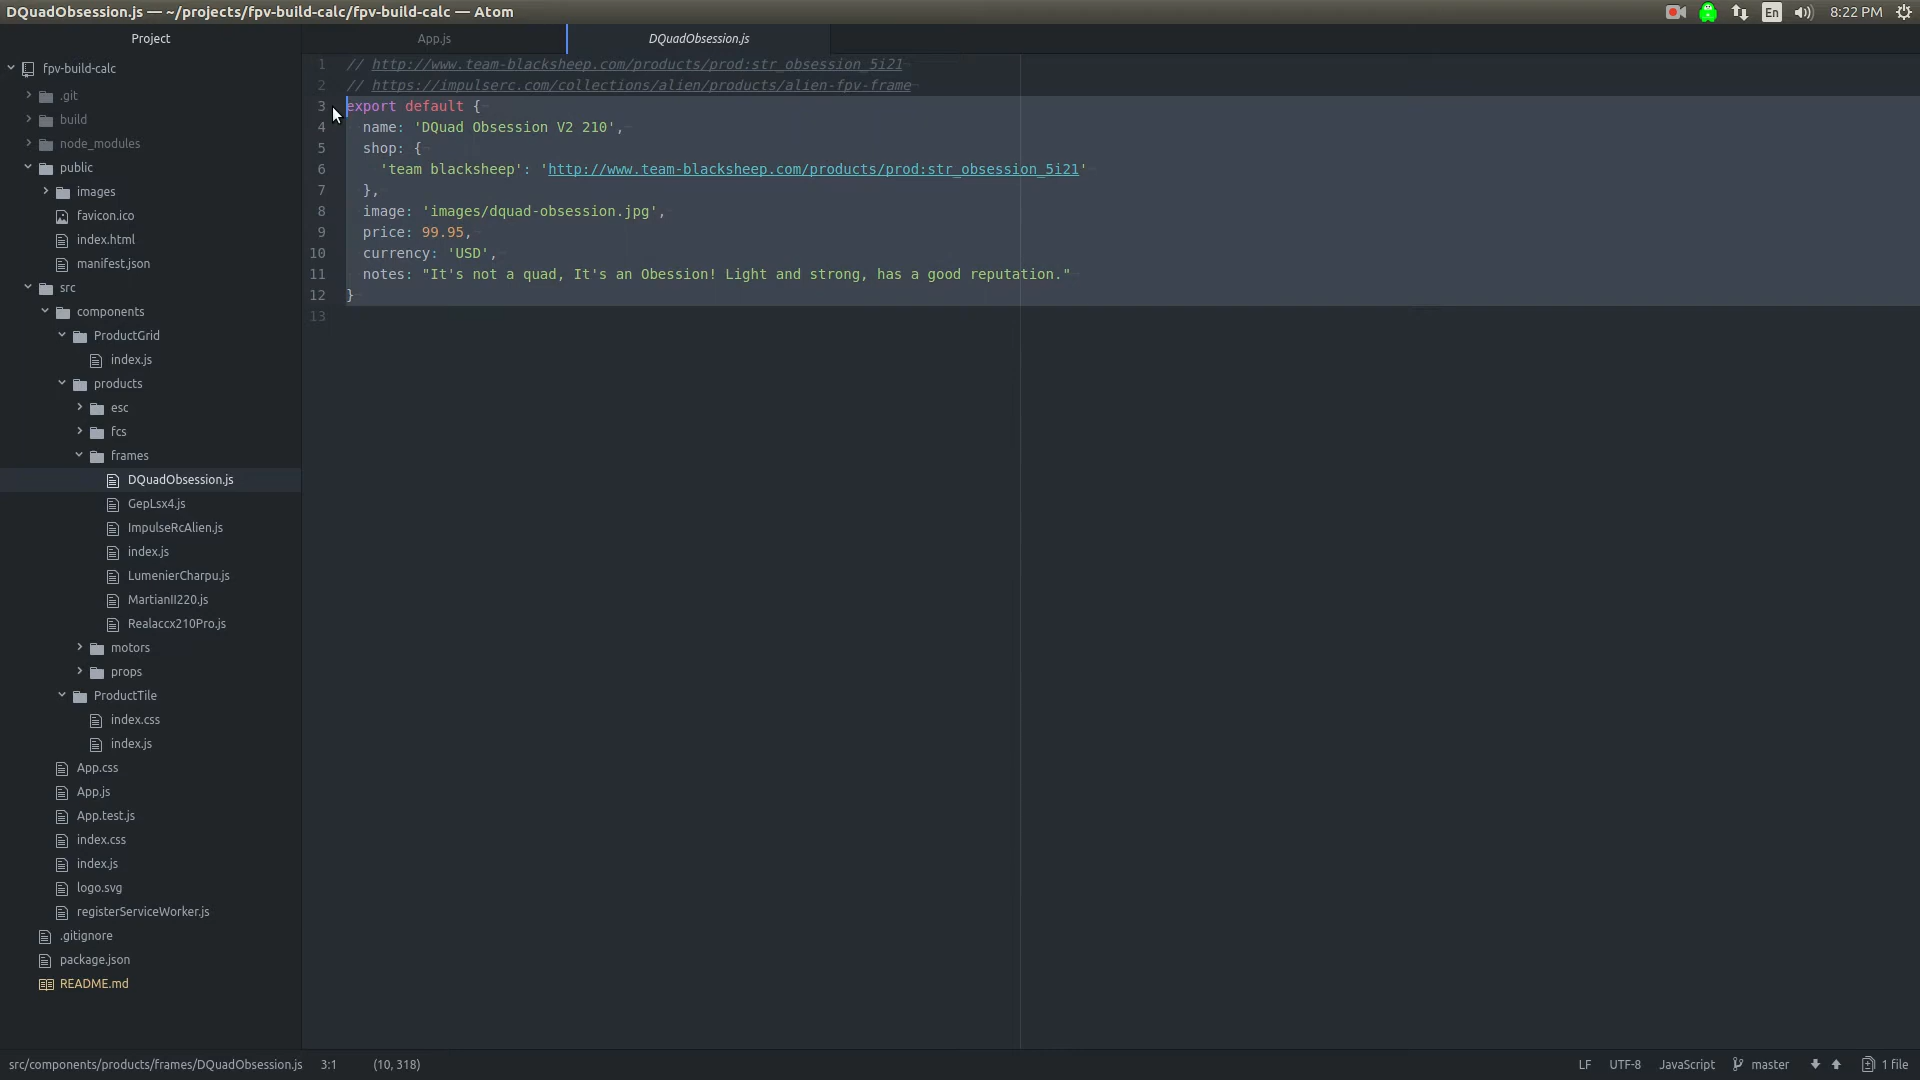 DQuadObsession.js — ~/projects/fpv-build-calc/fpv-build-calc — Atom
En
8:22 PM
Project
App.js
DQuadObsession.js
fpv-build-calc
.git
build
node_modules
public
images
favicon.ico
index.html
manifest.json
src
components
ProductGrid
index.js
products
esc
fcs
frames
DQuadObsession.js
GepLsx4.js
ImpulseRcAlien.js
index.js
LumenierCharpu.js
MartianII220.js
Realaccx210Pro.js
motors
props
ProductTile
index.css
index.js
App.css
App.js
App.test.js
index.css
index.js
logo.svg
registerServiceWorker.js
.gitignore
package.json
README.md
1 // http://www.team-blacksheep.com/products/prod:str_obsession_5i21
2 // https://impulserc.com/collections/alien/products/alien-fpv-frame
3 export default {
4 name: 'DQuad Obsession V2 210',
5 shop: {
6 'team blacksheep': 'http://www.team-blacksheep.com/products/prod:str_obsession_5i21'
7 },
8 image: 'images/dquad-obsession.jpg',
9 price: 99.95,
10 currency: 'USD',
11 notes: "It's not a quad, It's an Obession! Light and strong, has a good reputation."
12 }
13
src/components/products/frames/DQuadObsession.js 3:1 (10, 318)
LF UTF-8 JavaScript master 1 file